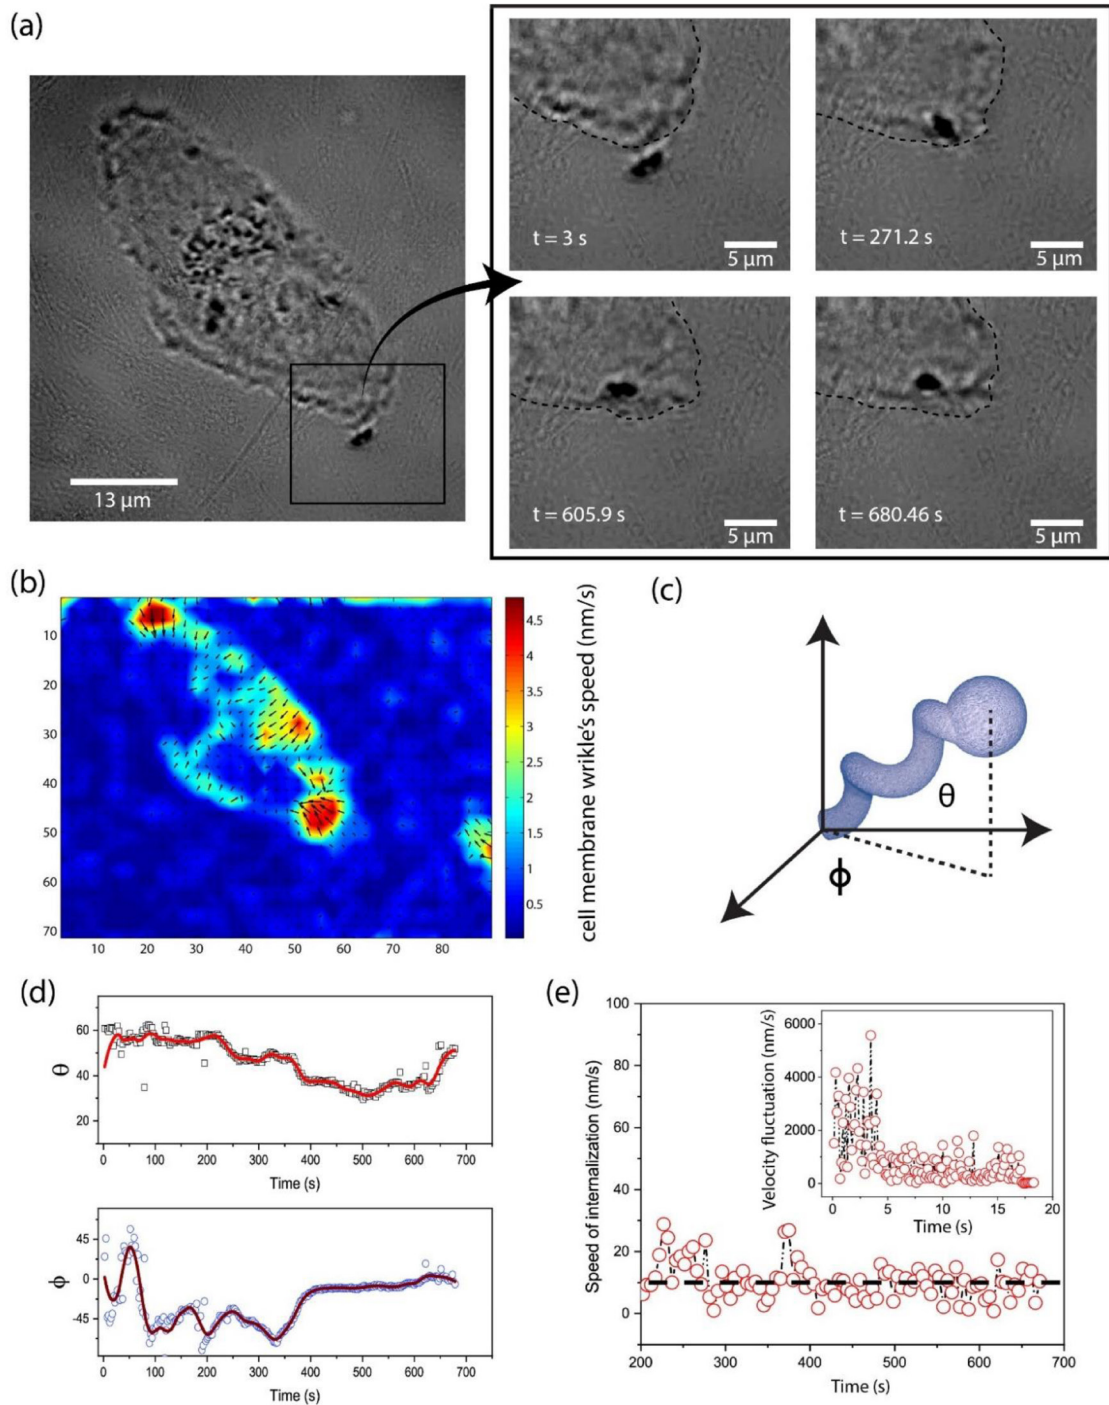 (a)
13 μm
t = 3 s
5 μm
t = 271.2 s
5 μm
t = 605.9 s
5 μm
t = 680.46 s
5 μm
(b)
10
20
30
40
50
60
70
10 20 30 40 50 60 70 80
4.5
4
3.5
3
2.5
2
1.5
1
0.5
cell membrane wrikle's speed (nm/s)
(c)
θ
ϕ
(d)
θ
60
40
20
0 100 200 300 400 500 600 700
Time (s)
ϕ
45
0
-45
0 100 200 300 400 500 600 700
Time (s)
(e)
Speed of internalization (nm/s)
100
80
60
40
20
0
200 300 400 500 600 700
Time (s)
Velocity fluctuation (nm/s)
6000
4000
2000
0
0 5 10 15 20
Time (s)